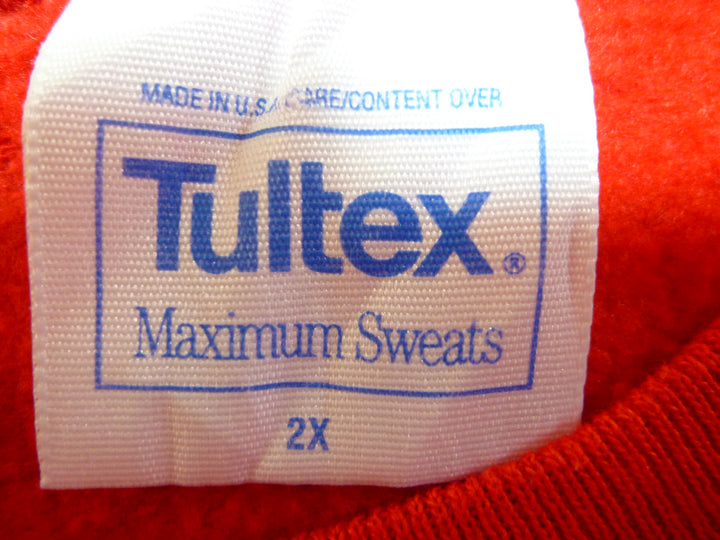 MADE IN U.S.A. CARE/CONTENT OVER
Tultex®
Maximum Sweats
2X